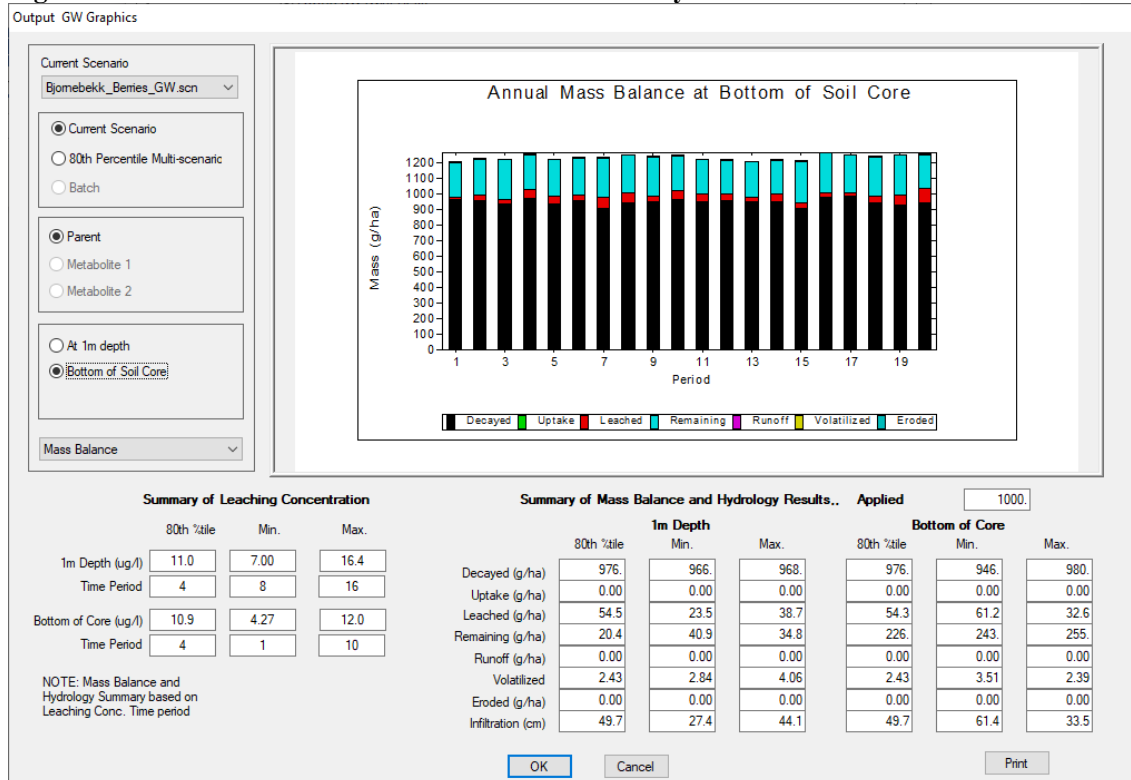 Output GW Graphics
Current Scenario
Bjornebekk_Berries_GW.scn
Current Scenario
80th Percentile Multi-scenaric
Batch
Parent
Metabolite 1
Metabolite 2
At 1m depth
Bottom of Soil Core
Mass Balance
Annual Mass Balance at Bottom of Soil Core
Mass (g/ha)
1200
1100
1000
900
800
700
600
500
400
300
200
100
0
1 3 5 7 9 11 13 15 17 19
Period
Decayed Uptake Leached Remaining Runoff Volatilized Eroded
Summary of Leaching Concentration
80th %tile Min. Max.
1m Depth (ug/l) 11.0 7.00 16.4
Time Period 4 8 16
Bottom of Core (ug/l) 10.9 4.27 12.0
Time Period 4 1 10
NOTE: Mass Balance and
Hydrology Summary based on
Leaching Conc. Time period
Summary of Mass Balance and Hydrology Results.. Applied 1000.
1m Depth Bottom of Core
80th %tile Min. Max. 80th %tile Min. Max.
Decayed (g/ha) 976. 966. 968. 976. 946. 980.
Uptake (g/ha) 0.00 0.00 0.00 0.00 0.00 0.00
Leached (g/ha) 54.5 23.5 38.7 54.3 61.2 32.6
Remaining (g/ha) 20.4 40.9 34.8 226. 243. 255.
Runoff (g/ha) 0.00 0.00 0.00 0.00 0.00 0.00
Volatilized 2.43 2.84 4.06 2.43 3.51 2.39
Eroded (g/ha) 0.00 0.00 0.00 0.00 0.00 0.00
Infiltration (cm) 49.7 27.4 44.1 49.7 61.4 33.5
OK Cancel Print